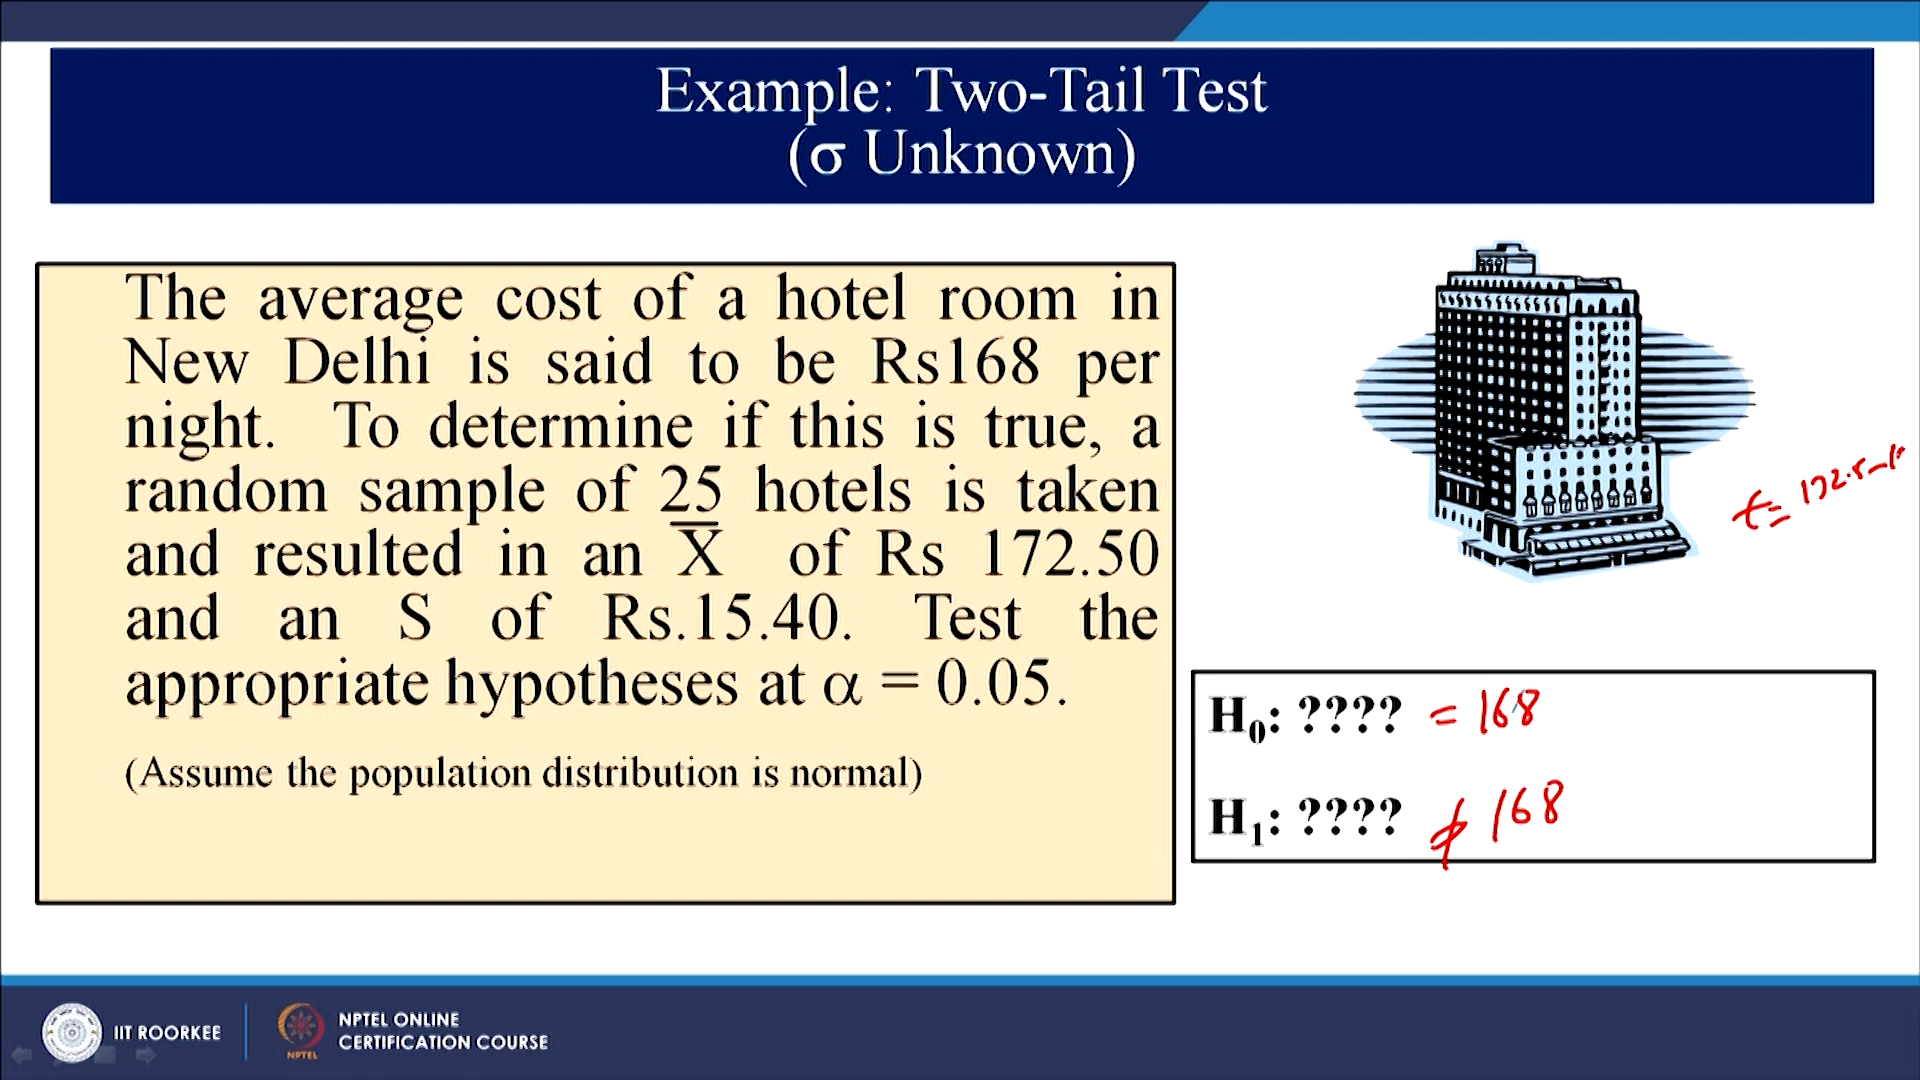 Example: Two-Tail Test
(σ Unknown)
The average cost of a hotel room in
New Delhi is said to be Rs168 per
night. To determine if this is true, a
random sample of 25 hotels is taken
and resulted in an X̅ of Rs 172.50
and an S of Rs.15.40. Test the
appropriate hypotheses at α = 0.05.
(Assume the population distribution is normal)
t = 172.5-
H₀: ???? = 168
H₁: ???? ≠ 168
IIT ROORKEE
NPTEL
NPTEL ONLINE
CERTIFICATION COURSE